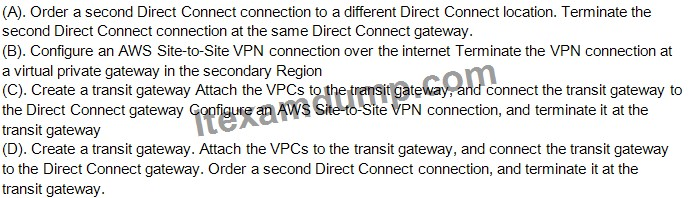 (A). Order a second Direct Connect connection to a different Direct Connect location. Terminate the
second Direct Connect connection at the same Direct Connect gateway.
(B). Configure an AWS Site-to-Site VPN connection over the internet Terminate the VPN connection at
a virtual private gateway in the secondary Region
(C). Create a transit gateway Attach the VPCs to the transit gateway, and connect the transit gateway to
the Direct Connect gateway Configure an AWS Site-to-Site VPN connection, and terminate it at the
transit gateway
(D). Create a transit gateway. Attach the VPCs to the transit gateway, and connect the transit gateway
to the Direct Connect gateway. Order a second Direct Connect connection, and terminate it at the
transit gateway.
Itexamdump.com